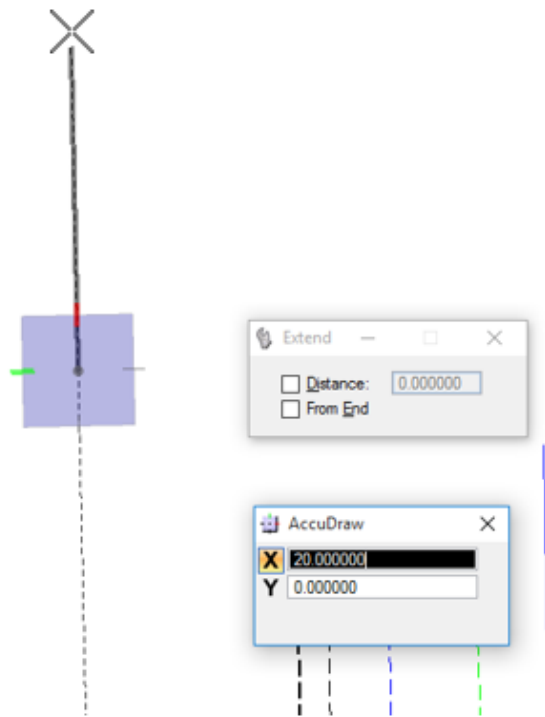 Extend
Distance: 0.000000
From End
AccuDraw
X 20.000000
Y 0.000000